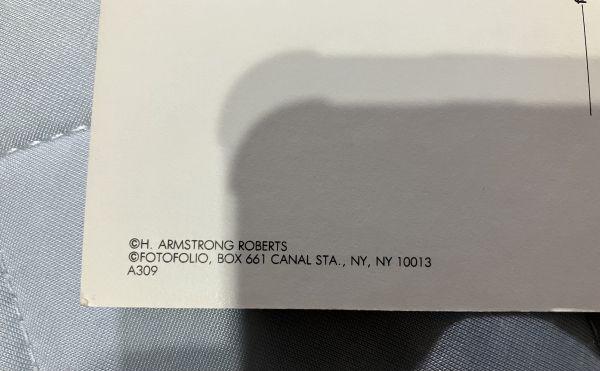 ©H. ARMSTRONG ROBERTS
©FOTOFOLIO, BOX 661 CANAL STA., NY, NY 10013
A309